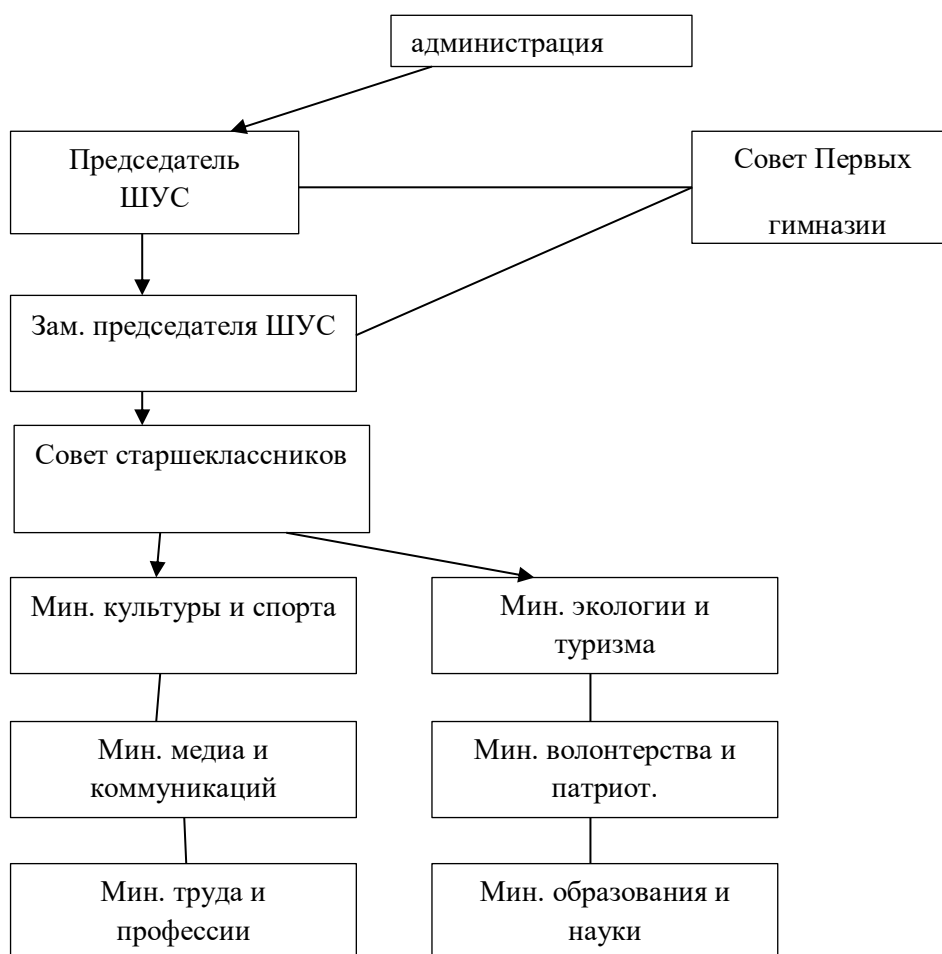 администрация
Председатель
ШУС
Совет Первых
гимназии
Зам. председателя ШУС
Совет старшеклассников
Мин. культуры и спорта
Мин. экологии и
туризма
Мин. медиа и
коммуникаций
Мин. волонтерства и
патриот.
Мин. труда и
профессии
Мин. образования и
науки